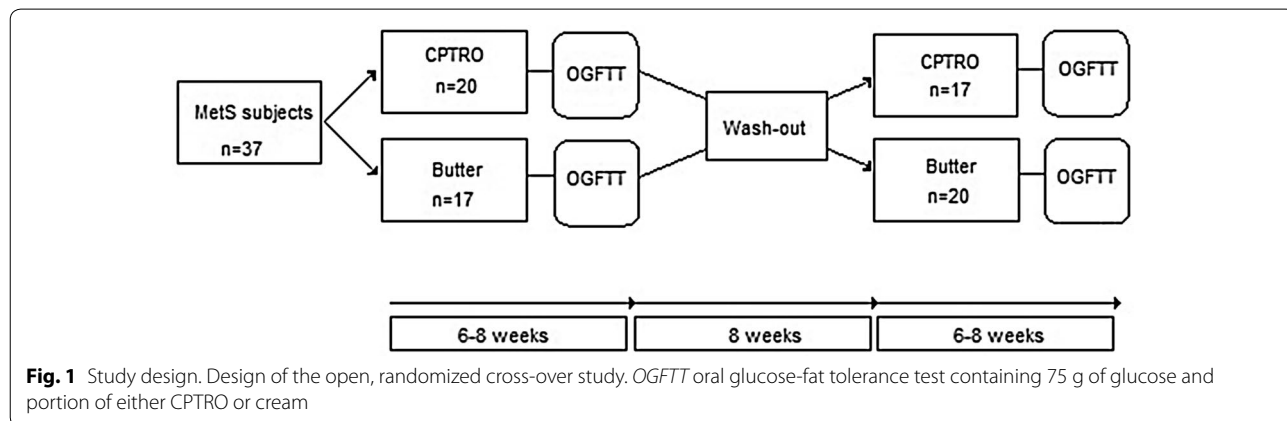 CPTRO
n=20
OGFTT
CPTRO
n=17
OGFTT
MetS subjects
n=37
Wash-out
Butter
n=17
OGFTT
Butter
n=20
OGFTT
6-8 weeks
8 weeks
6-8 weeks
Fig. 1 Study design. Design of the open, randomized cross-over study. OGFTT oral glucose-fat tolerance test containing 75 g of glucose and
portion of either CPTRO or cream